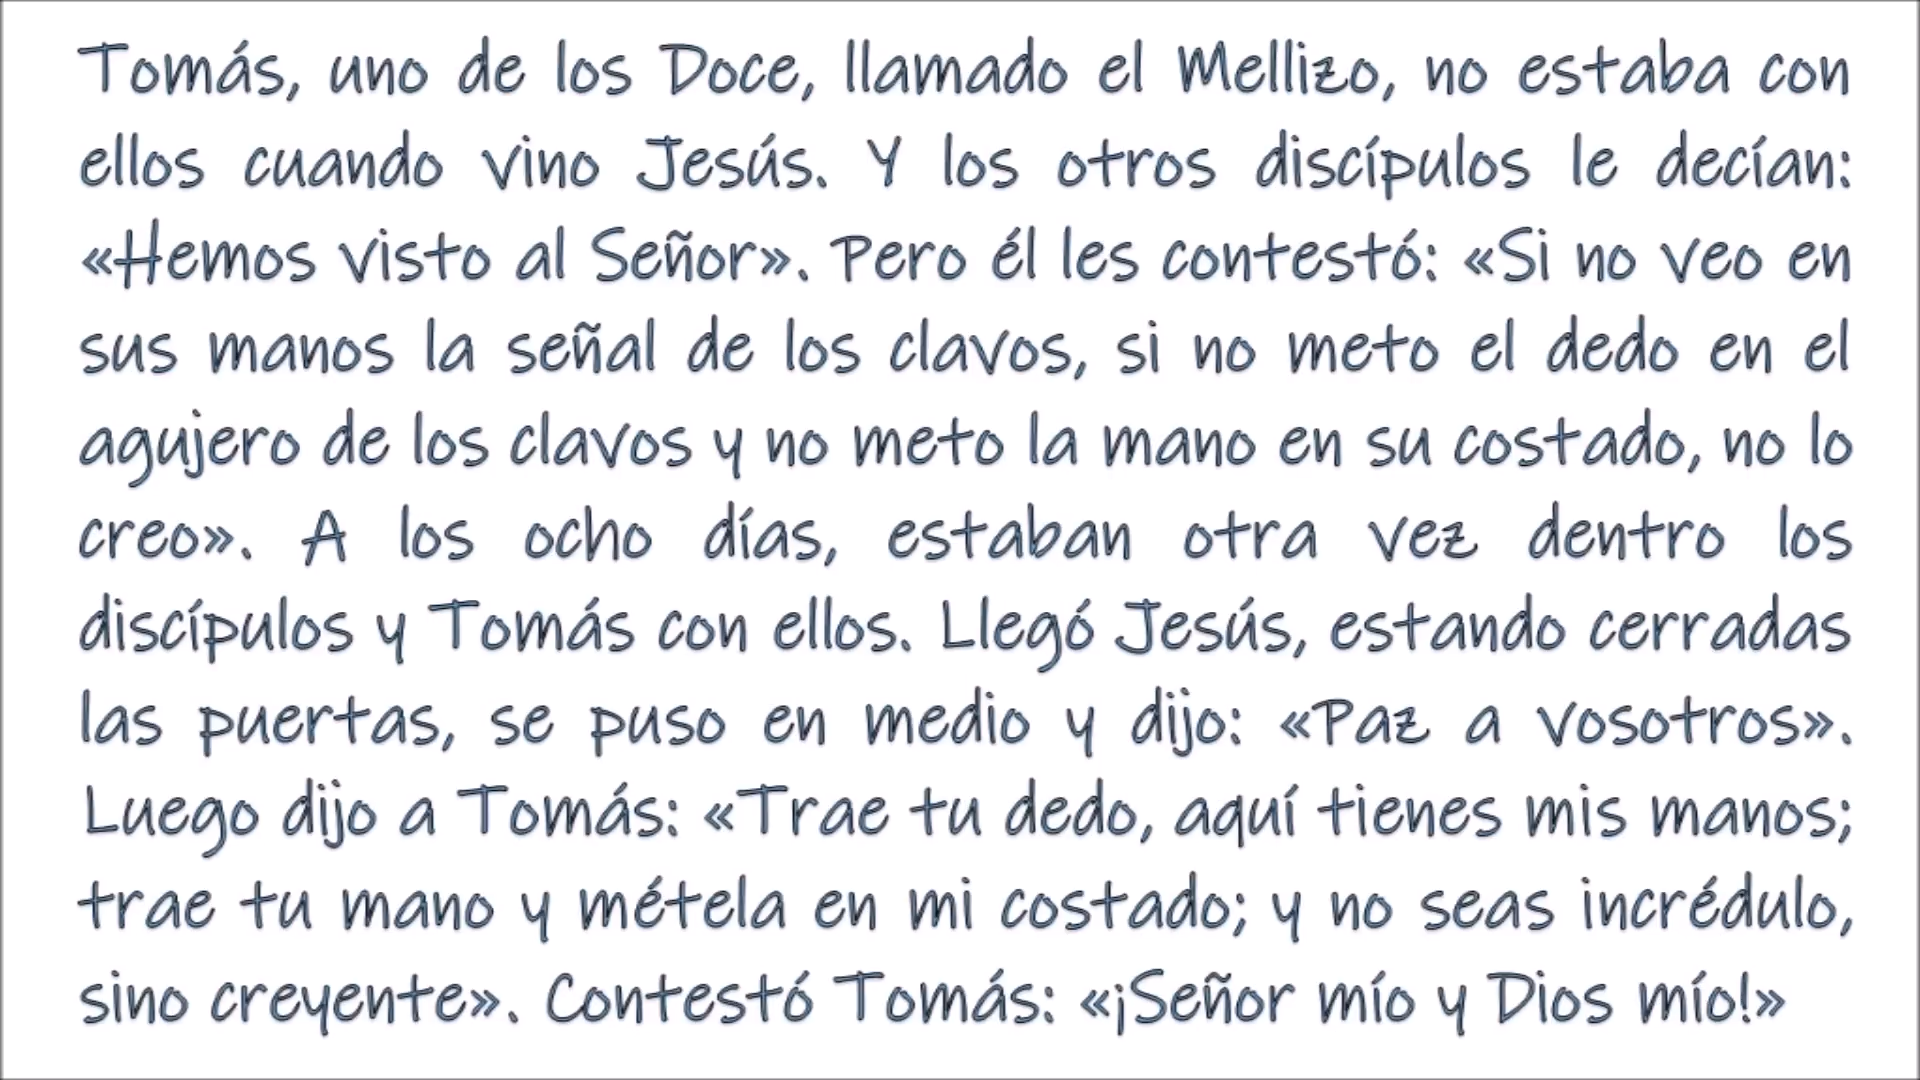 Tomás, uno de los Doce, llamado el Mellizo, no estaba con
ellos cuando vino Jesús. Y los otros discípulos le decían:
«Hemos visto al Señor». Pero él les contestó: «Si no veo en
sus manos la señal de los clavos, si no meto el dedo en el
agujero de los clavos y no meto la mano en su costado, no lo
creo». A los ocho días, estaban otra vez dentro los
discípulos y Tomás con ellos. Llegó Jesús, estando cerradas
las puertas, se puso en medio y dijo: «Paz a vosotros».
Luego dijo a Tomás: «Trae tu dedo, aquí tienes mis manos;
trae tu mano y métela en mi costado; y no seas incrédulo,
sino creyente». Contestó Tomás: «¡Señor mío y Dios mío!»